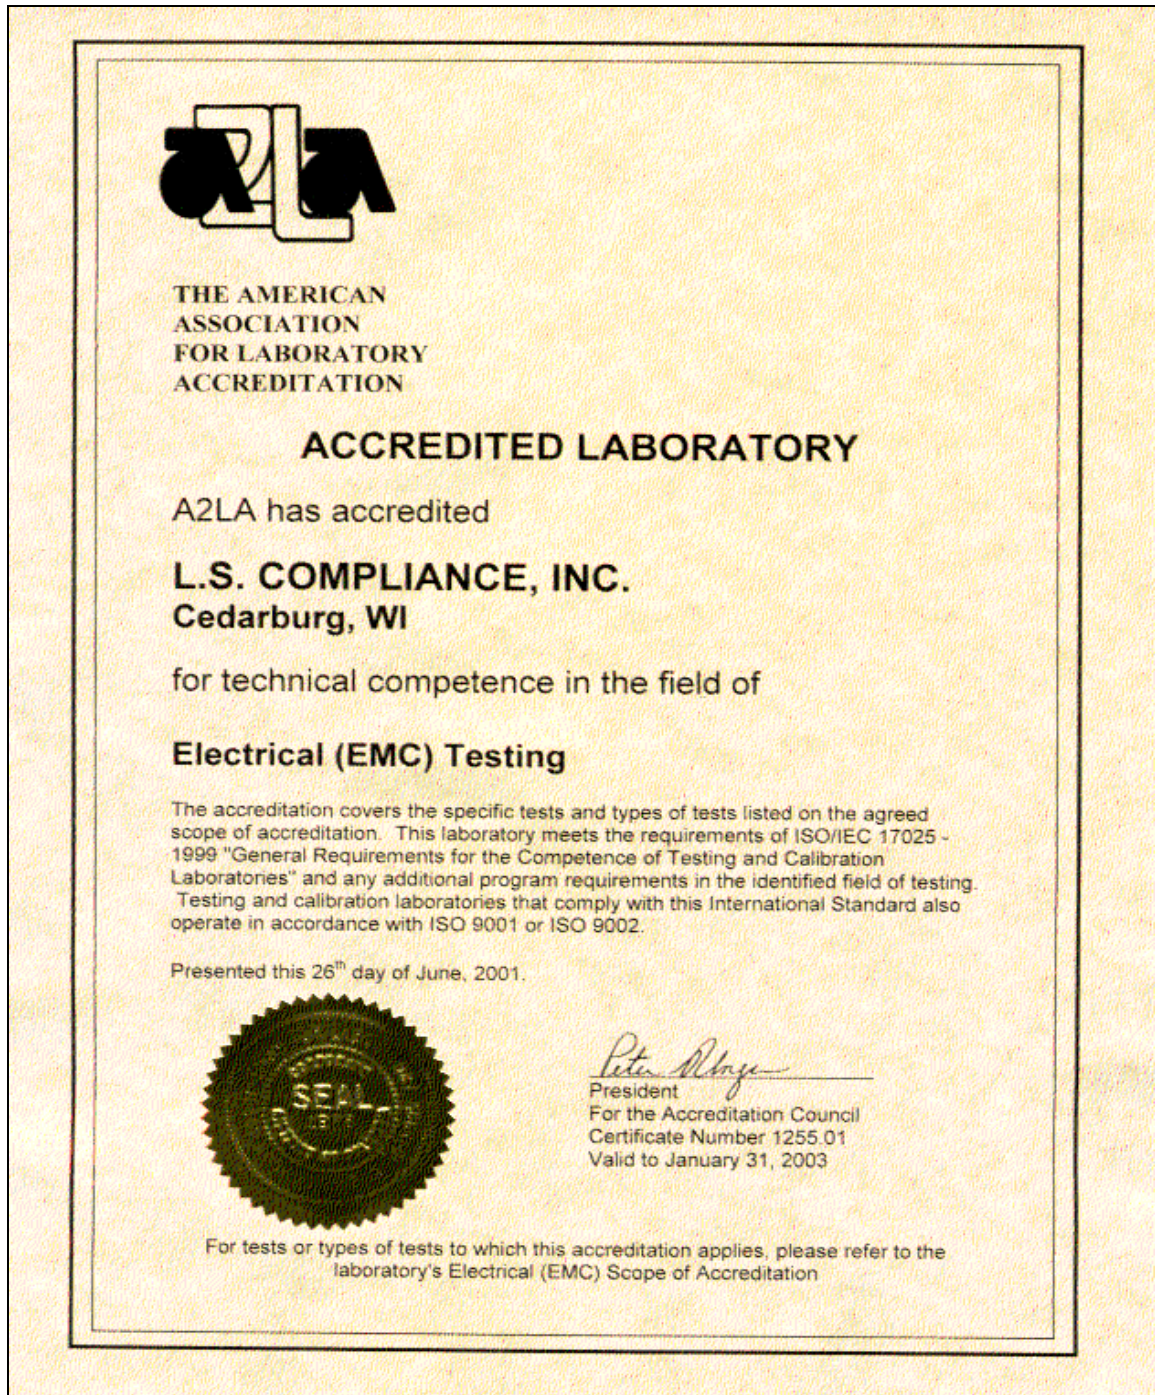 A2LA
THE AMERICAN
ASSOCIATION
FOR LABORATORY
ACCREDITATION
ACCREDITED LABORATORY
A2LA has accredited
L.S. COMPLIANCE, INC.
Cedarburg, WI
for technical competence in the field of
Electrical (EMC) Testing
The accreditation covers the specific tests and types of tests listed on the agreed
scope of accreditation. This laboratory meets the requirements of ISO/IEC 17025 -
1999 "General Requirements for the Competence of Testing and Calibration
Laboratories" and any additional program requirements in the identified field of testing.
Testing and calibration laboratories that comply with this International Standard also
operate in accordance with ISO 9001 or ISO 9002.
Presented this 26th day of June, 2001.
SEAL
Peter
President
For the Accreditation Council
Certificate Number 1255.01
Valid to January 31, 2003
For tests or types of tests to which this accreditation applies, please refer to the
laboratory's Electrical (EMC) Scope of Accreditation